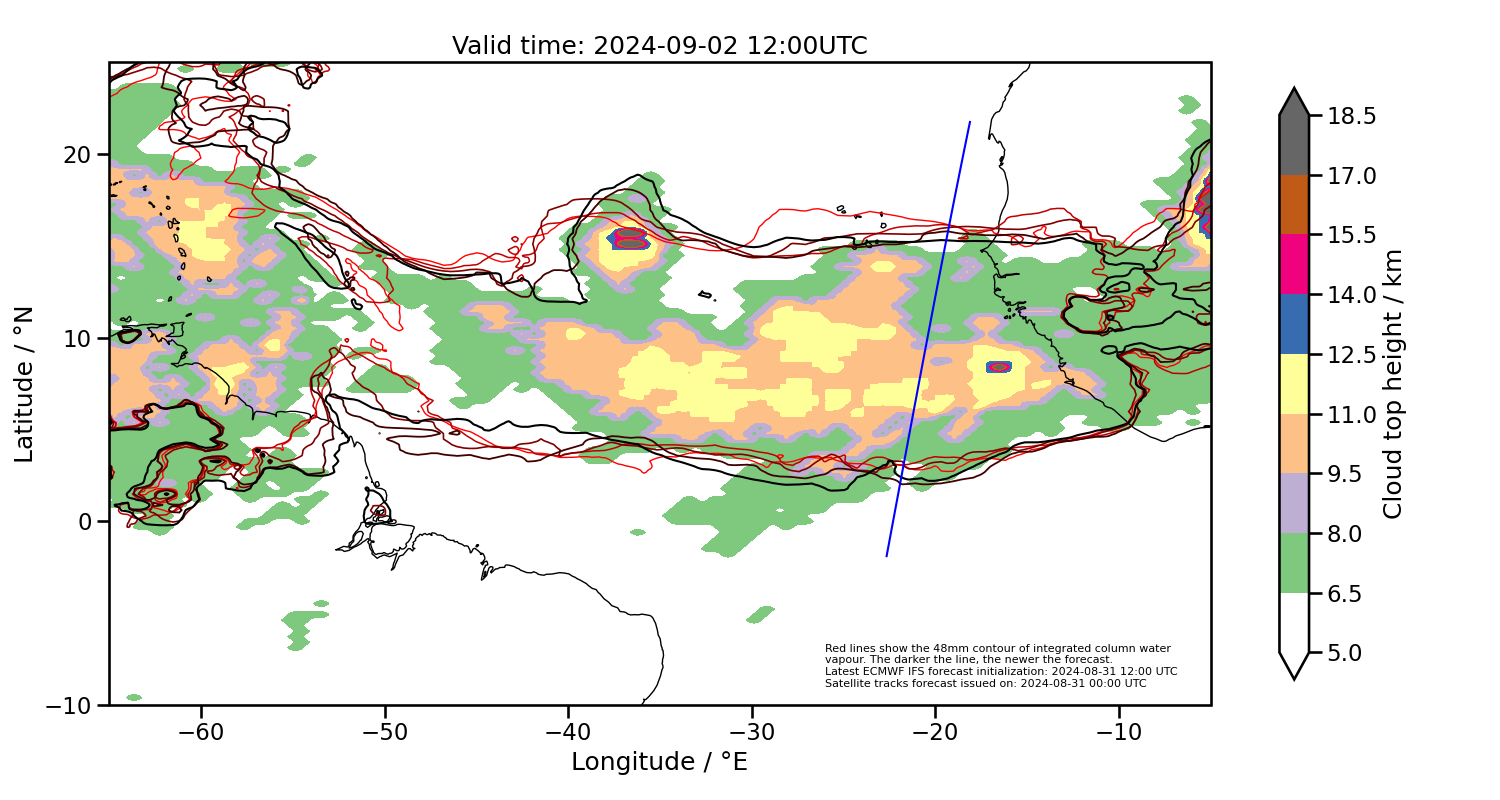 Valid time: 2024-09-02 12:00UTC
20
10
0
−10
Latitude / °N
−60
−50
−40
−30
−20
−10
Longitude / °E
Red lines show the 48mm contour of integrated column water
vapour. The darker the line, the newer the forecast.
Latest ECMWF IFS forecast initialization: 2024-08-31 12:00 UTC
Satellite tracks forecast issued on: 2024-08-31 00:00 UTC
18.5
17.0
15.5
14.0
12.5
11.0
9.5
8.0
6.5
5.0
Cloud top height / km